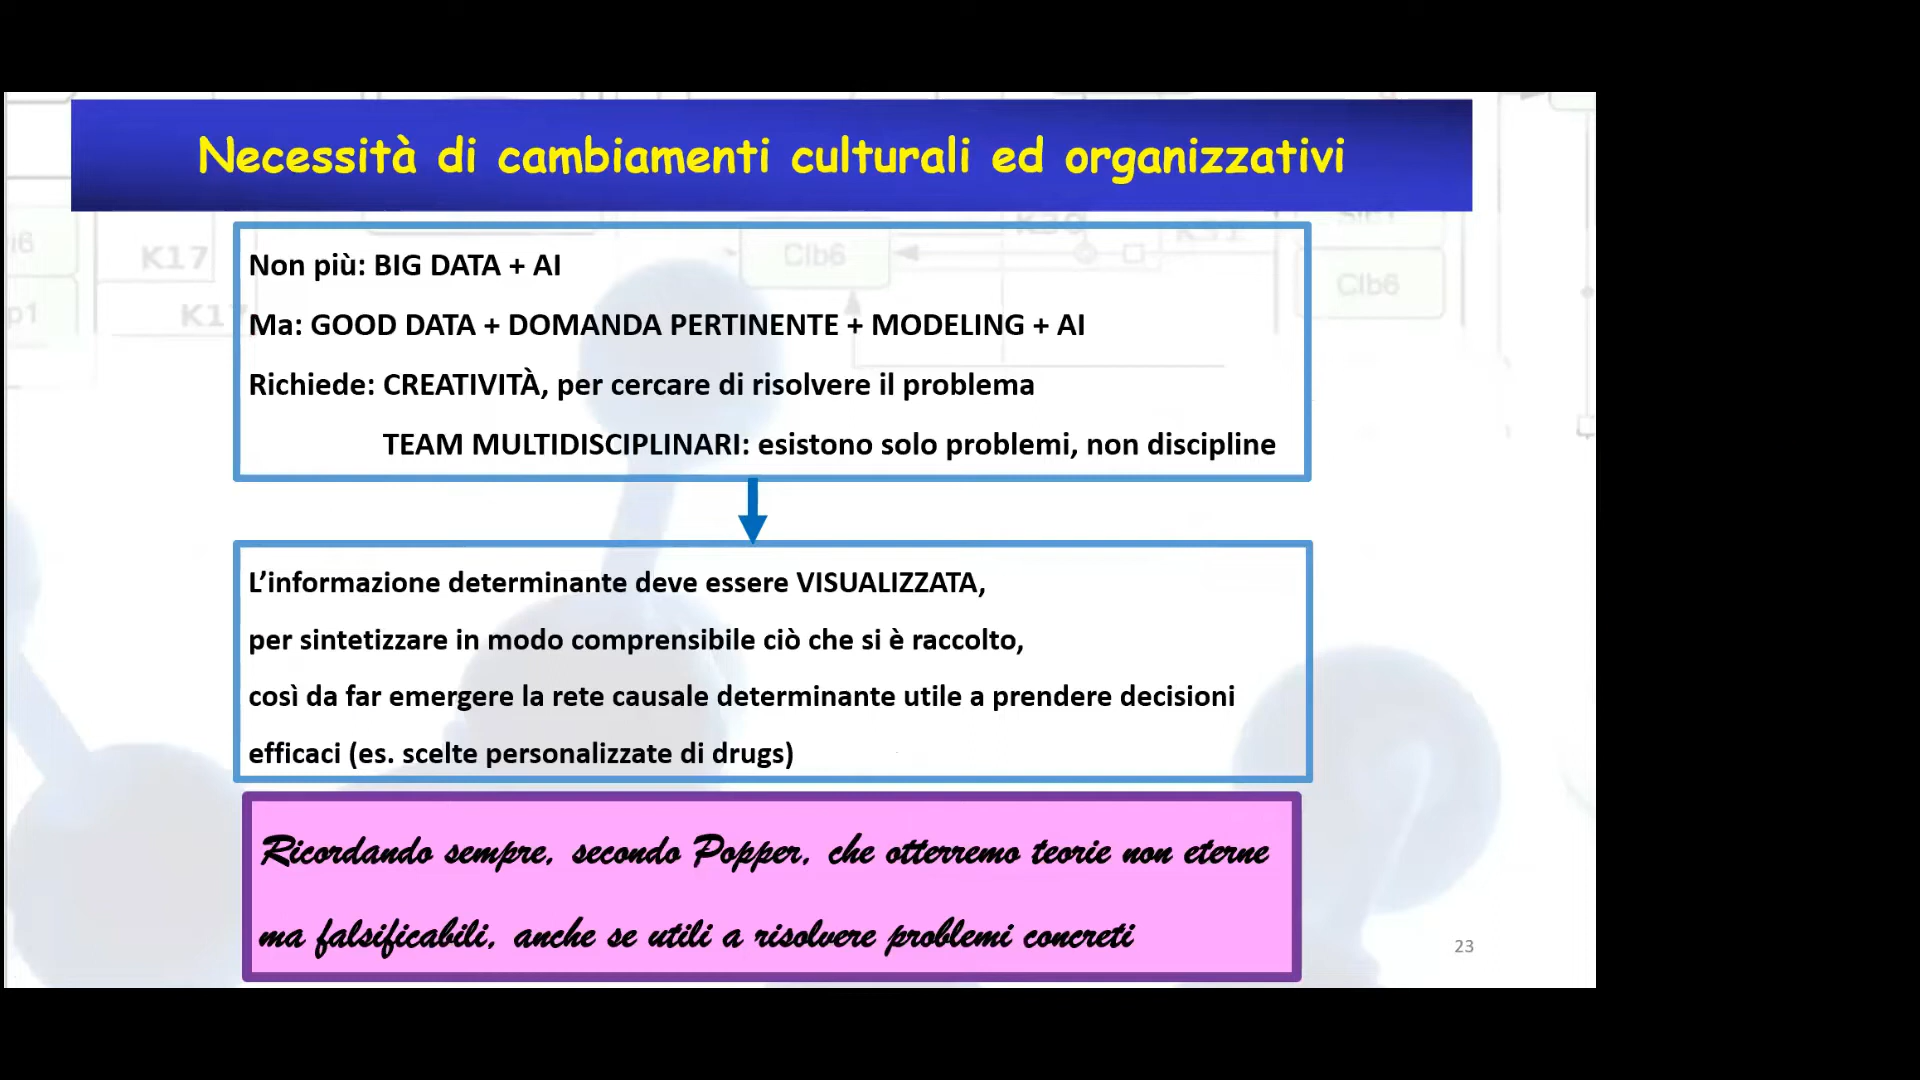 Necessità di cambiamenti culturali ed organizzativi
K17
K17
Clb6
Clb6
Non più: BIG DATA + AI
Ma: GOOD DATA + DOMANDA PERTINENTE + MODELING + AI
Richiede: CREATIVITÀ, per cercare di risolvere il problema
TEAM MULTIDISCIPLINARI: esistono solo problemi, non discipline
L’informazione determinante deve essere VISUALIZZATA,
per sintetizzare in modo comprensibile ciò che si è raccolto,
così da far emergere la rete causale determinante utile a prendere decisioni
efficaci (es. scelte personalizzate di drugs)
Ricordando sempre, secondo Popper, che otterremo teorie non eterne
ma falsificabili, anche se utili a risolvere problemi concreti
23